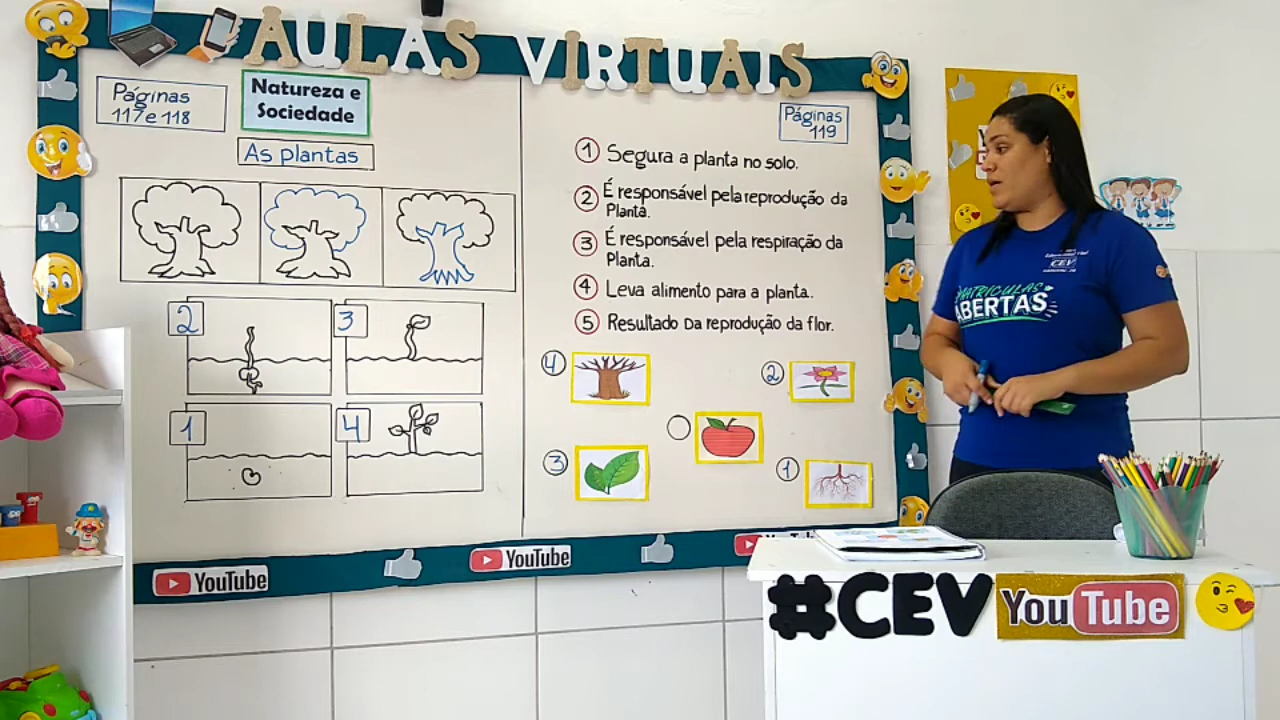 AULAS VIRTUAIS
Páginas
117 e 118
Natureza e
Sociedade
As plantas
2
3
1
4
Páginas
119
1 Segura a planta no solo.
2 É responsável pela reprodução da
Planta.
3 É responsável pela respiração da
Planta.
4 Leva alimento para a planta.
5 Resultado Da reprodução da flor.
4
2
3
1
YouTube
YouTube
CEV
MATRICULAS
ABERTAS
#CEV
YouTube